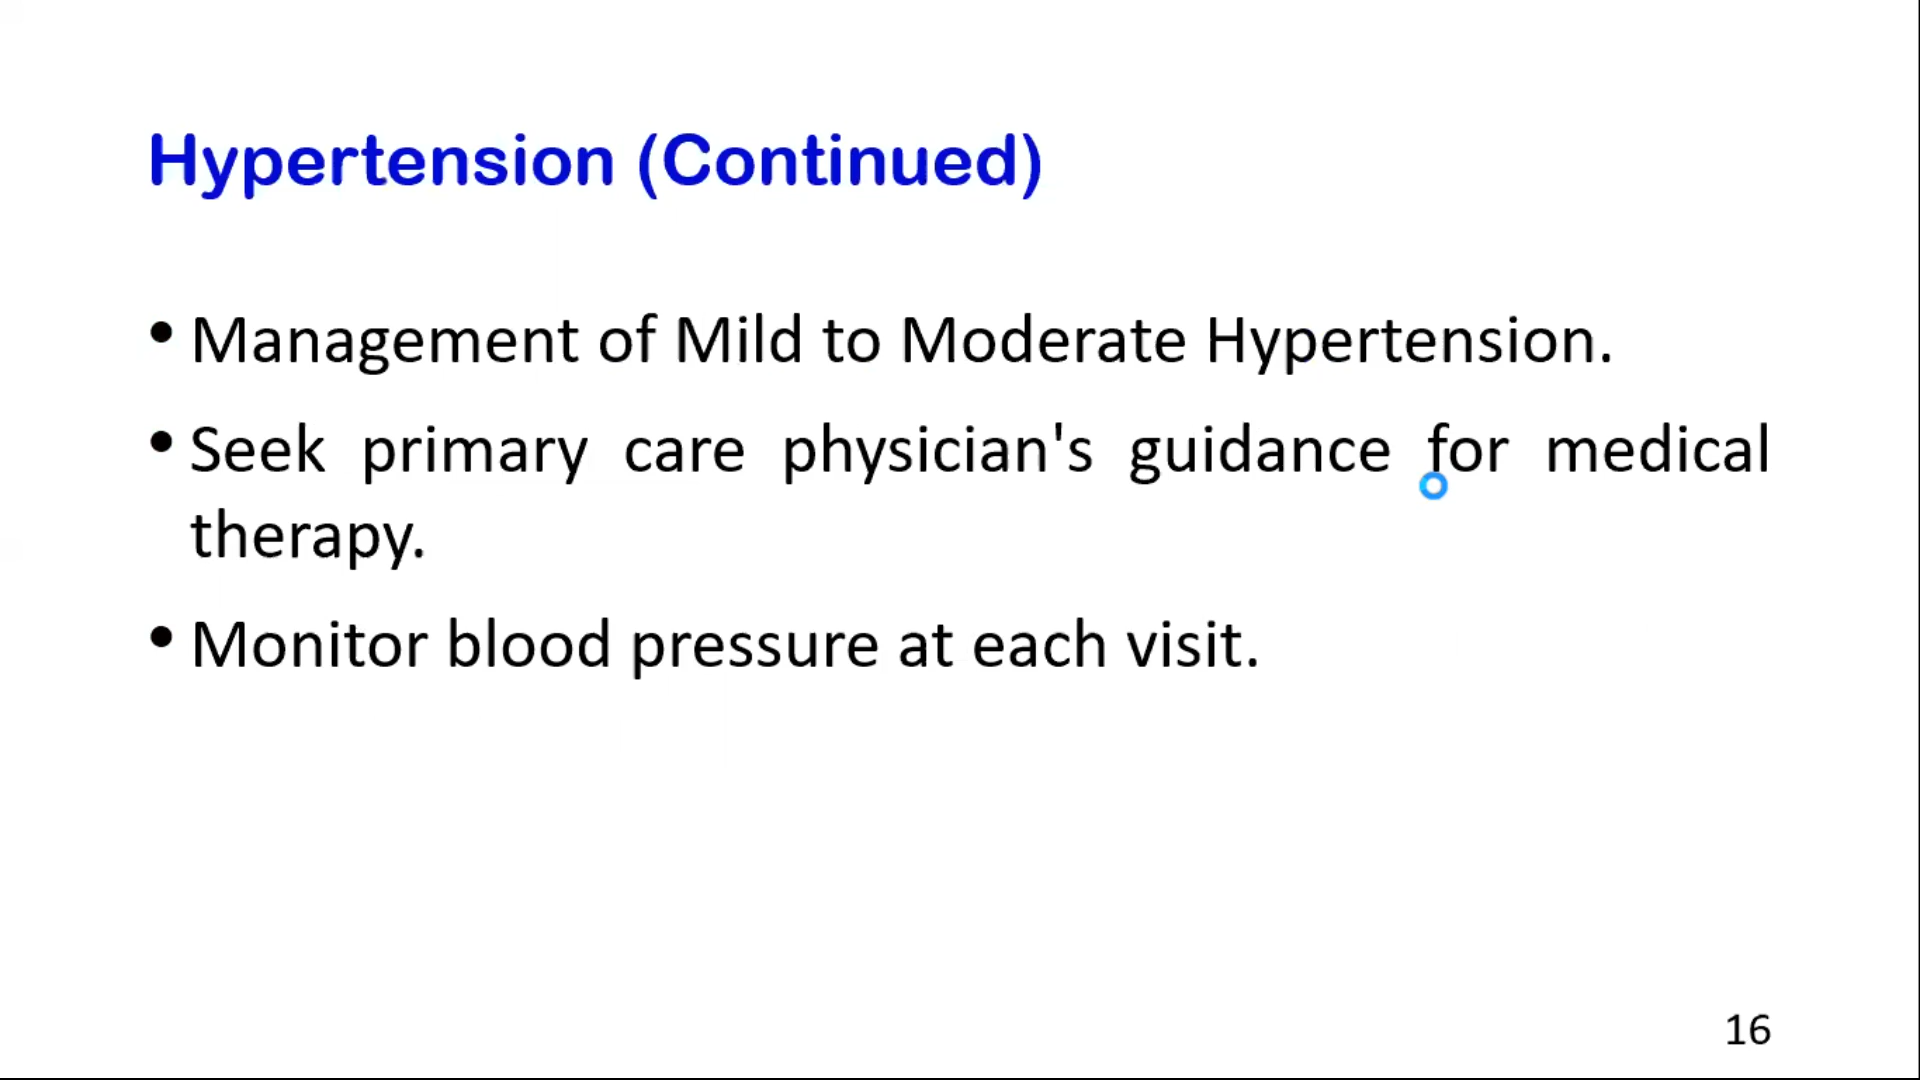 Hypertension (Continued)
• Management of Mild to Moderate Hypertension.
• Seek primary care physician's guidance for medical
therapy.
• Monitor blood pressure at each visit.
16